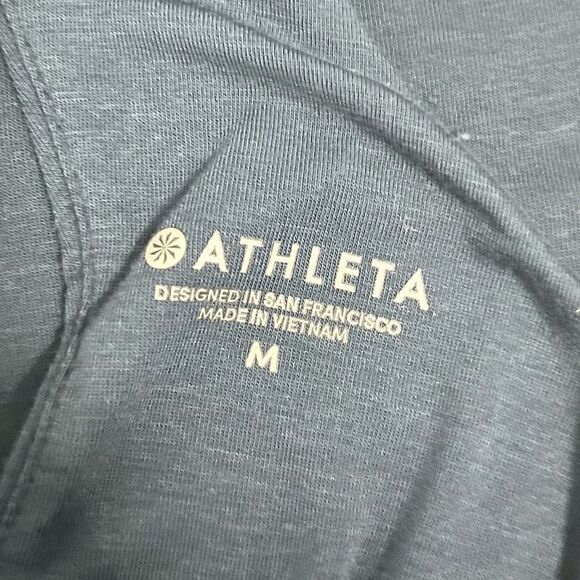 ATHLETA
DESIGNED IN SAN FRANCISCO
MADE IN VIETNAM
M